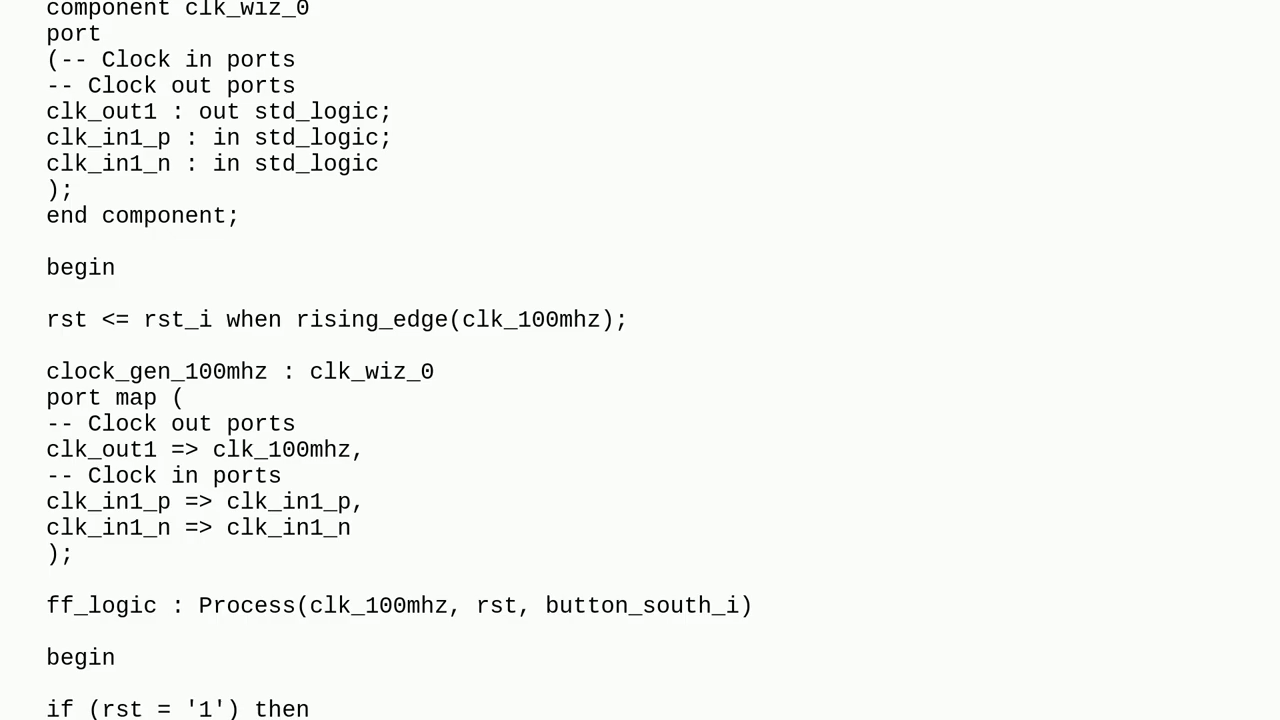 component clk_wiz_0
port
(-- Clock in ports
-- Clock out ports
clk_out1 : out std_logic;
clk_in1_p : in std_logic;
clk_in1_n : in std_logic
);
end component;
begin
rst <= rst_i when rising_edge(clk_100mhz);
clock_gen_100mhz : clk_wiz_0
port map (
-- Clock out ports
clk_out1 => clk_100mhz,
-- Clock in ports
clk_in1_p => clk_in1_p,
clk_in1_n => clk_in1_n
);
ff_logic : Process(clk_100mhz, rst, button_south_i)
begin
if (rst = '1') then